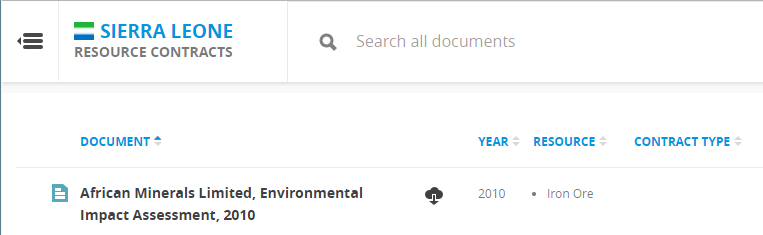 SIERRA LEONE
RESOURCE CONTRACTS
Search all documents
DOCUMENT YEAR RESOURCE CONTRACT TYPE
African Minerals Limited, Environmental 2010 • Iron Ore
Impact Assessment, 2010